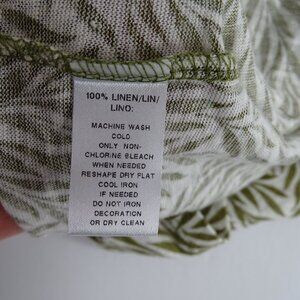 100% LINEN/LIN/
LINO:
MACHINE WASH
COLD
ONLY NON-
CHLORINE BLEACH
WHEN NEEDED
RESHAPE DRY FLAT
COOL IRON
IF NEEDED
DO NOT IRON
DECORATION
OR DRY CLEAN